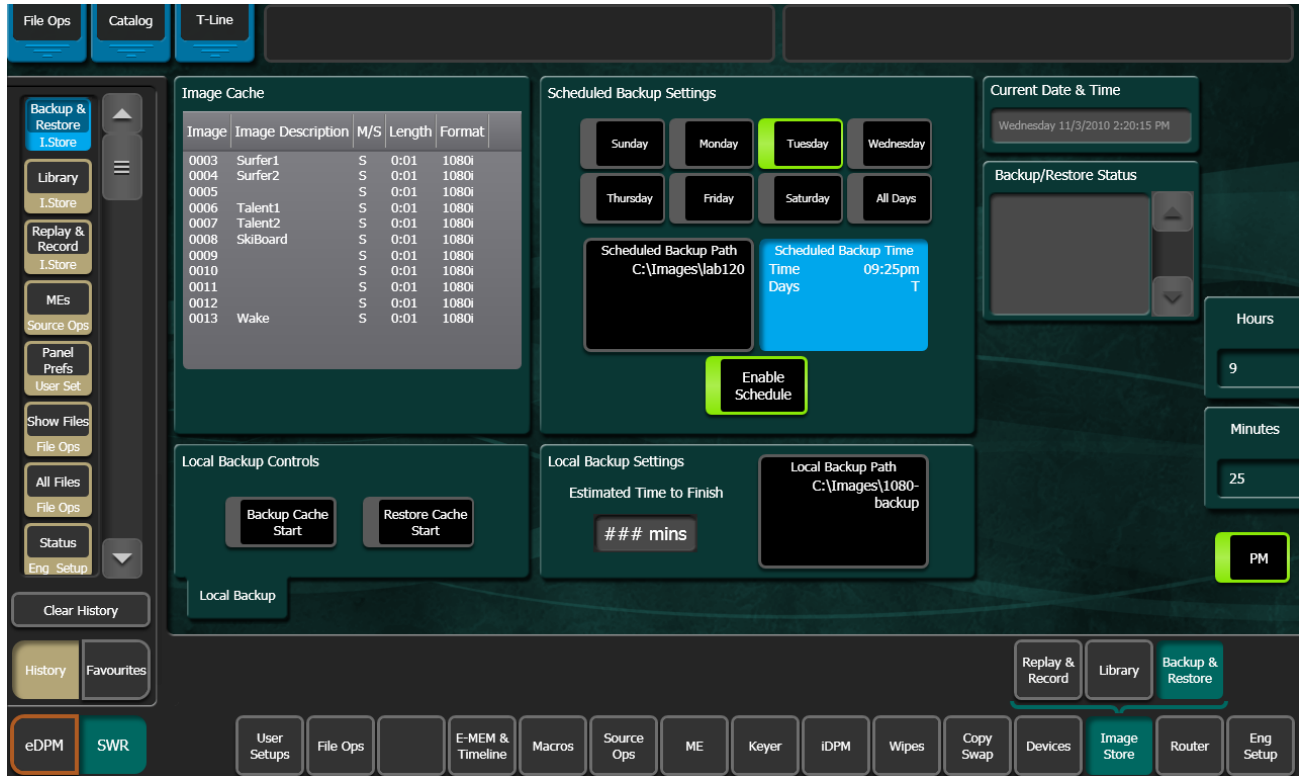 File Ops
Catalog
T-Line
Backup &
Restore
I.Store
Library
I.Store
Replay &
Record
I.Store
MEs
Source Ops
Panel
Prefs
User Set
Show Files
File Ops
All Files
File Ops
Status
Eng Setup
Clear History
History
Favourites
Image Cache
Image Image Description M/S Length Format
0003 Surfer1 S 0:01 1080i
0004 Surfer2 S 0:01 1080i
0005 S 0:01 1080i
0006 Talent1 S 0:01 1080i
0007 Talent2 S 0:01 1080i
0008 SkiBoard S 0:01 1080i
0009 S 0:01 1080i
0010 S 0:01 1080i
0011 S 0:01 1080i
0012 S 0:01 1080i
0013 Wake S 0:01 1080i
Scheduled Backup Settings
Sunday Monday Tuesday Wednesday
Thursday Friday Saturday All Days
Scheduled Backup Path
C:\Images\lab120
Scheduled Backup Time
Time 09:25pm
Days T
Enable
Schedule
Current Date & Time
Wednesday 11/3/2010 2:20:15 PM
Backup/Restore Status
Hours
9
Minutes
25
PM
Local Backup Controls
Backup Cache
Start
Restore Cache
Start
Local Backup
Local Backup Settings
Estimated Time to Finish
### mins
Local Backup Path
C:\Images\1080-
backup
Replay &
Record
Library
Backup &
Restore
eDPM
SWR
User
Setups
File Ops
E-MEM &
Timeline
Macros
Source
Ops
ME
Keyer
iDPM
Wipes
Copy
Swap
Devices
Image
Store
Router
Eng
Setup